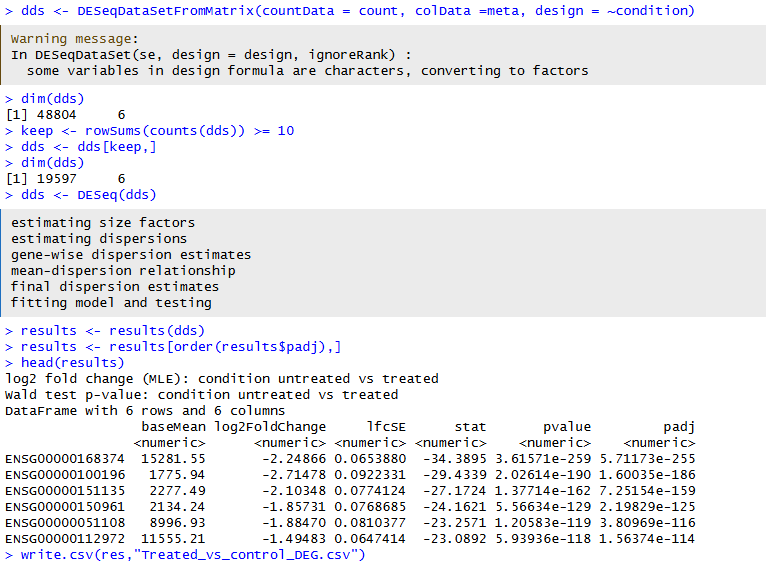 > dds <- DESeqDataSetFromMatrix(countData = count, colData =meta, design = ~condition)
Warning message:
In DESeqDataSet(se, design = design, ignoreRank) :
  some variables in design formula are characters, converting to factors
> dim(dds)
[1] 48804     6
> keep <- rowSums(counts(dds)) >= 10
> dds <- dds[keep,]
> dim(dds)
[1] 19597     6
> dds <- DESeq(dds)
estimating size factors
estimating dispersions
gene-wise dispersion estimates
mean-dispersion relationship
final dispersion estimates
fitting model and testing
> results <- results(dds)
> results <- results[order(results$padj),]
> head(results)
log2 fold change (MLE): condition untreated vs treated
Wald test p-value: condition untreated vs treated
DataFrame with 6 rows and 6 columns
                 baseMean log2FoldChange    lfcSE      stat       pvalue         padj
                <numeric>      <numeric> <numeric> <numeric>    <numeric>    <numeric>
ENSG00000168374  15281.55       -2.24866 0.0653880  -34.3895 3.61571e-259 5.71173e-255
ENSG00000100196   1775.94       -2.71478 0.0922331  -29.4339 2.02614e-190 1.60035e-186
ENSG00000151135   2277.49       -2.10348 0.0774124  -27.1724 1.37714e-162 7.25154e-159
ENSG00000150961   2134.24       -1.85731 0.0768685  -24.1621 5.56634e-129 2.19829e-125
ENSG00000051108   8996.93       -1.88470 0.0810377  -23.2571 1.20583e-119 3.80969e-116
ENSG00000112972  11555.21       -1.49483 0.0647414  -23.0892 5.93936e-118 1.56374e-114
> write.csv(res,"Treated_vs_control_DEG.csv")